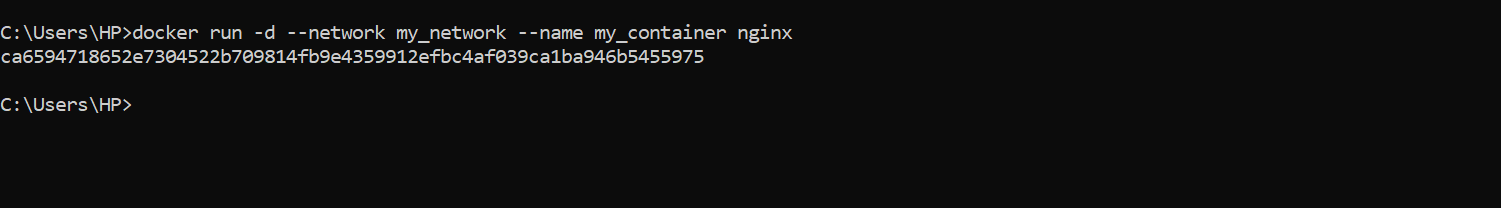 C:\Users\HP>docker run -d --network my_network --name my_container nginx
ca6594718652e7304522b709814fb9e4359912efbc4af039ca1ba946b5455975
C:\Users\HP>